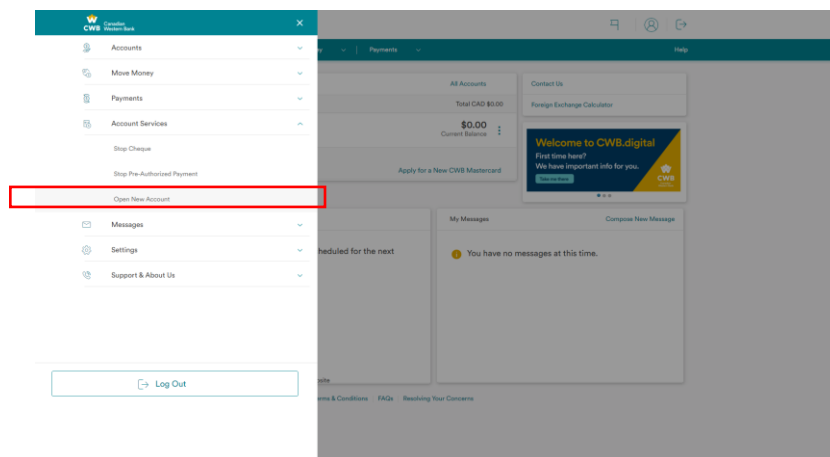 CWB Canadian Western Bank
Accounts
Move Money
Payments
Account Services
Stop Cheque
Stop Pre-Authorized Payment
Open New Account
Messages
Settings
Support & About Us
Log Out
Payments
Help
All Accounts
Total CAD $0.00
$0.00
Current Balance
Apply for a New CWB Mastercard
Contact Us
Foreign Exchange Calculator
Welcome to CWB.digital
First time here?
We have important info for you.
Take me there
CWB
heduled for the next
My Messages
Compose New Message
You have no messages at this time.
& Conditions FAQs Resolving Your Concerns